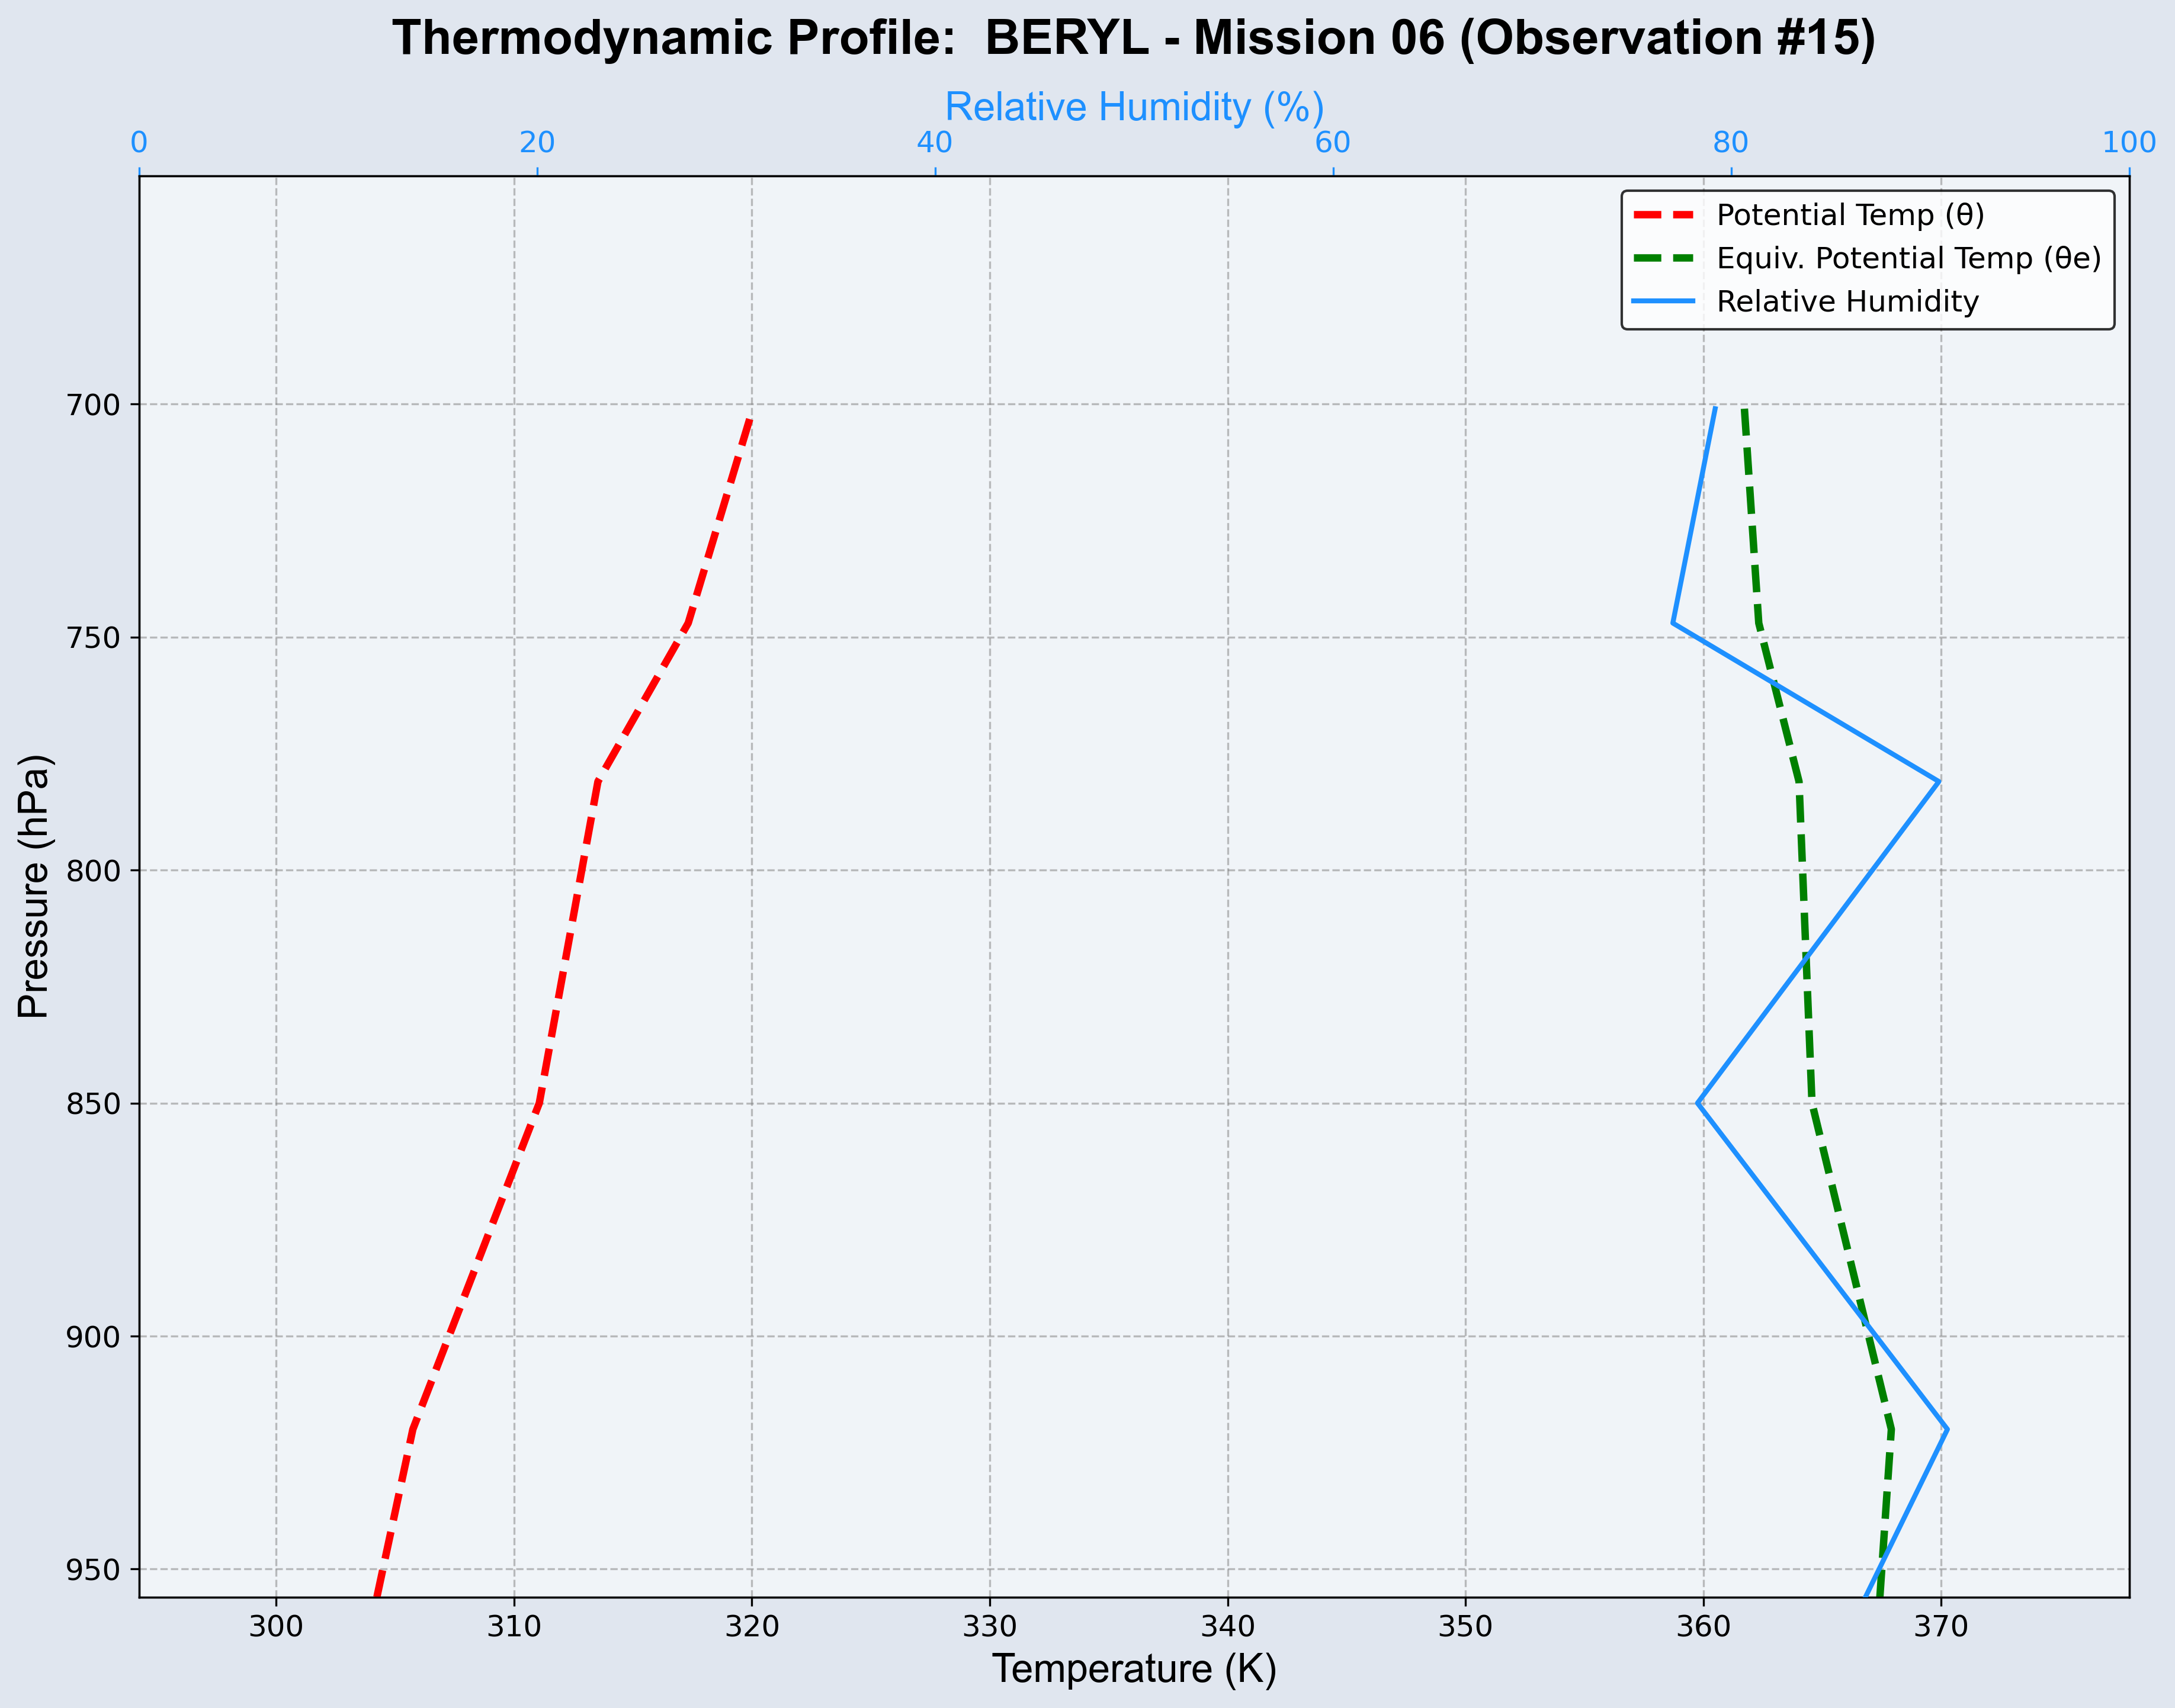 Thermodynamic Profile:  BERYL - Mission 06 (Observation #15)
Relative Humidity (%)
0 20 40 60 80 100
Potential Temp (θ)
Equiv. Potential Temp (θe)
Relative Humidity
700
750
800
850
900
950
Pressure (hPa)
300 310 320 330 340 350 360 370
Temperature (K)